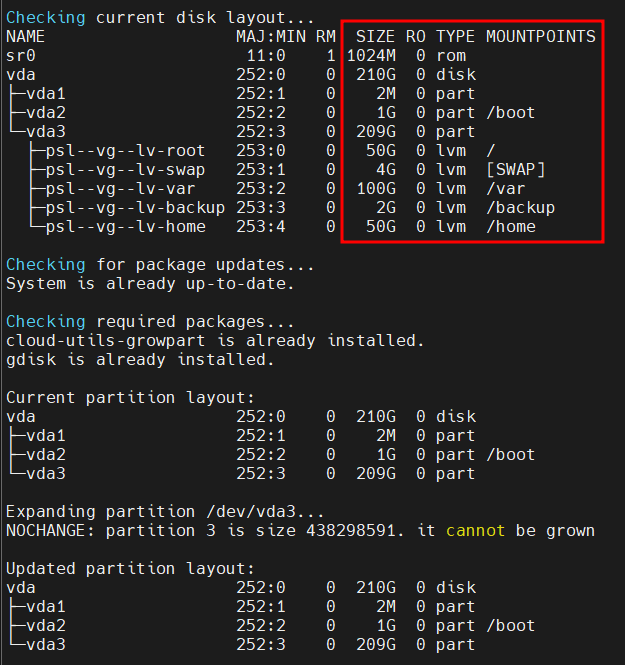 Checking current disk layout...
NAME                   MAJ:MIN RM  SIZE RO TYPE MOUNTPOINTS
sr0                     11:0    1 1024M  0 rom
vda                    252:0    0  210G  0 disk
├─vda1                 252:1    0    2M  0 part
├─vda2                 252:2    0    1G  0 part /boot
└─vda3                 252:3    0  209G  0 part
  ├─psl--vg--lv-root   253:0    0   50G  0 lvm  /
  ├─psl--vg--lv-swap   253:1    0    4G  0 lvm  [SWAP]
  ├─psl--vg--lv-var    253:2    0  100G  0 lvm  /var
  ├─psl--vg--lv-backup 253:3    0    2G  0 lvm  /backup
  └─psl--vg--lv-home   253:4    0   50G  0 lvm  /home

Checking for package updates...
System is already up-to-date.

Checking required packages...
cloud-utils-growpart is already installed.
gdisk is already installed.

Current partition layout:
vda                    252:0    0  210G  0 disk
├─vda1                 252:1    0    2M  0 part
├─vda2                 252:2    0    1G  0 part /boot
└─vda3                 252:3    0  209G  0 part

Expanding partition /dev/vda3...
NOCHANGE: partition 3 is size 438298591. it cannot be grown

Updated partition layout:
vda                    252:0    0  210G  0 disk
├─vda1                 252:1    0    2M  0 part
├─vda2                 252:2    0    1G  0 part /boot
└─vda3                 252:3    0  209G  0 part